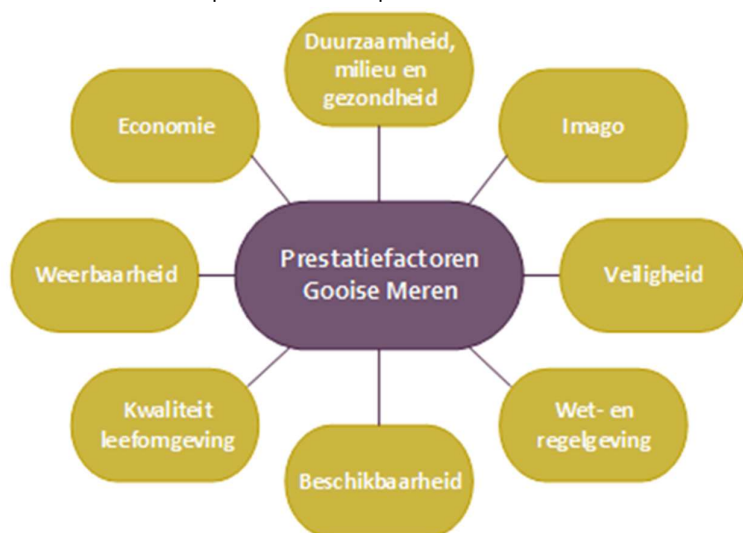 Duurzaamheid,
milieu en
gezondheid
Economie
Imago
Prestatiefactoren
Gooise Meren
Weerbaarheid
Veiligheid
Kwaliteit
leefomgeving
Wet- en
regelgeving
Beschikbaarheid